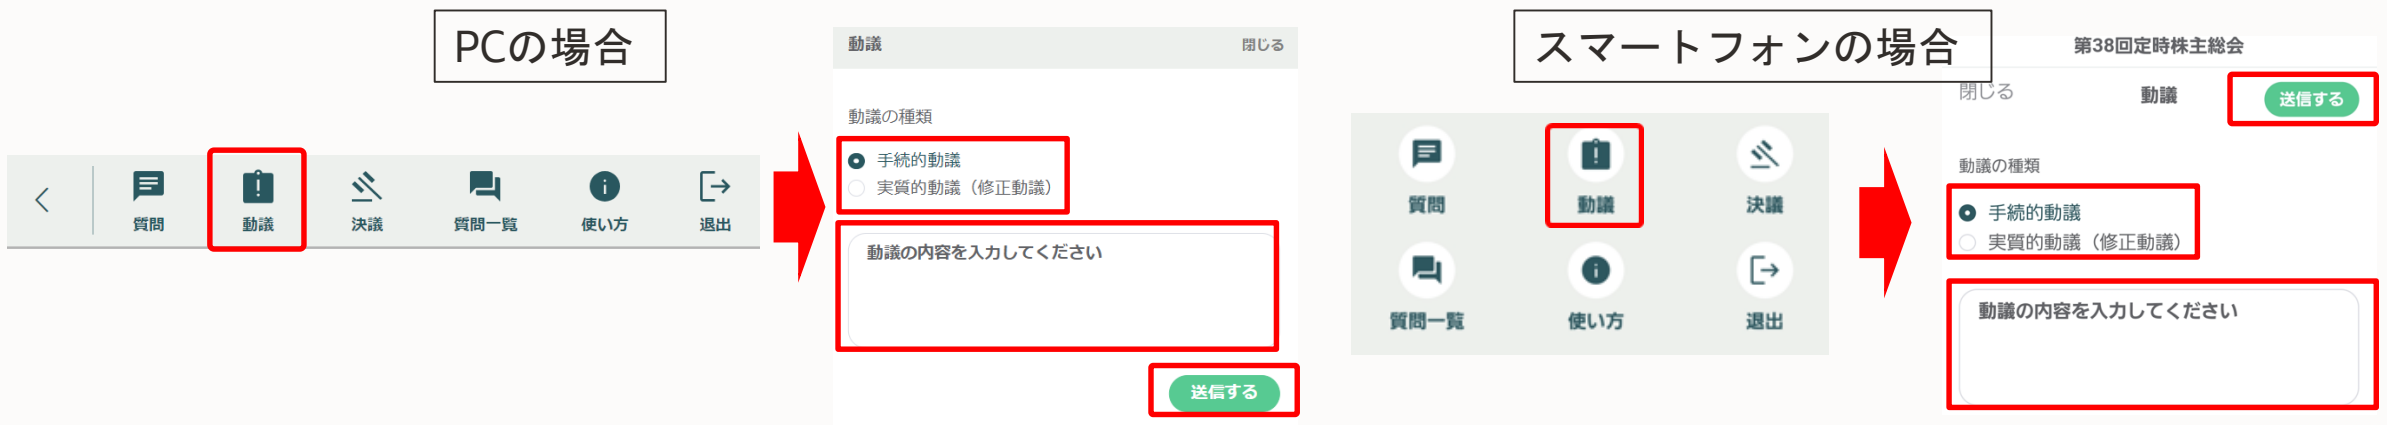 PCの場合
質問
動議
決議
質問一覧
使い方
退出
動議 閉じる
動議の種類
手続的動議
実質的動議（修正動議）
動議の内容を入力してください
送信する
スマートフォンの場合
質問 動議 決議
質問一覧 使い方 退出
第38回定時株主総会
閉じる 動議 送信する
動議の種類
手続的動議
実質的動議（修正動議）
動議の内容を入力してください